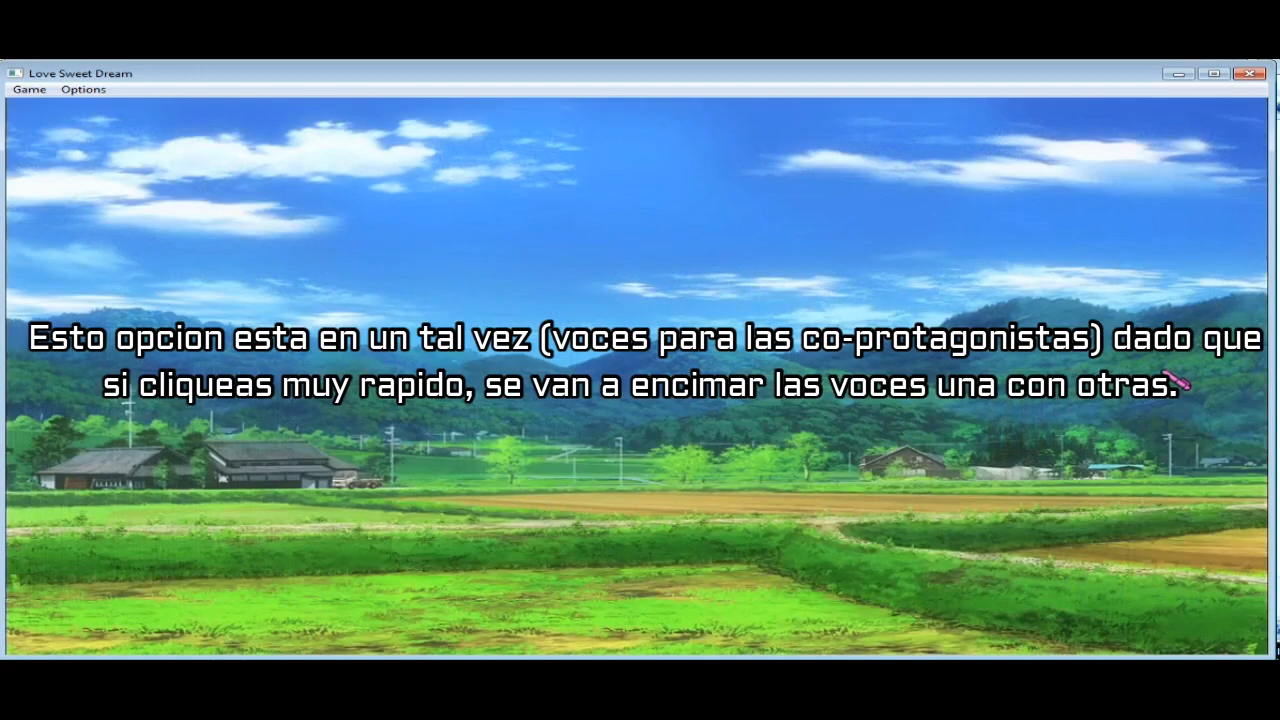 Love Sweet Dream
Game Options
Esto opcion esta en un tal vez (voces para las co-protagonistas) dado que
si cliqueas muy rapido, se van a encimar las voces una con otras.